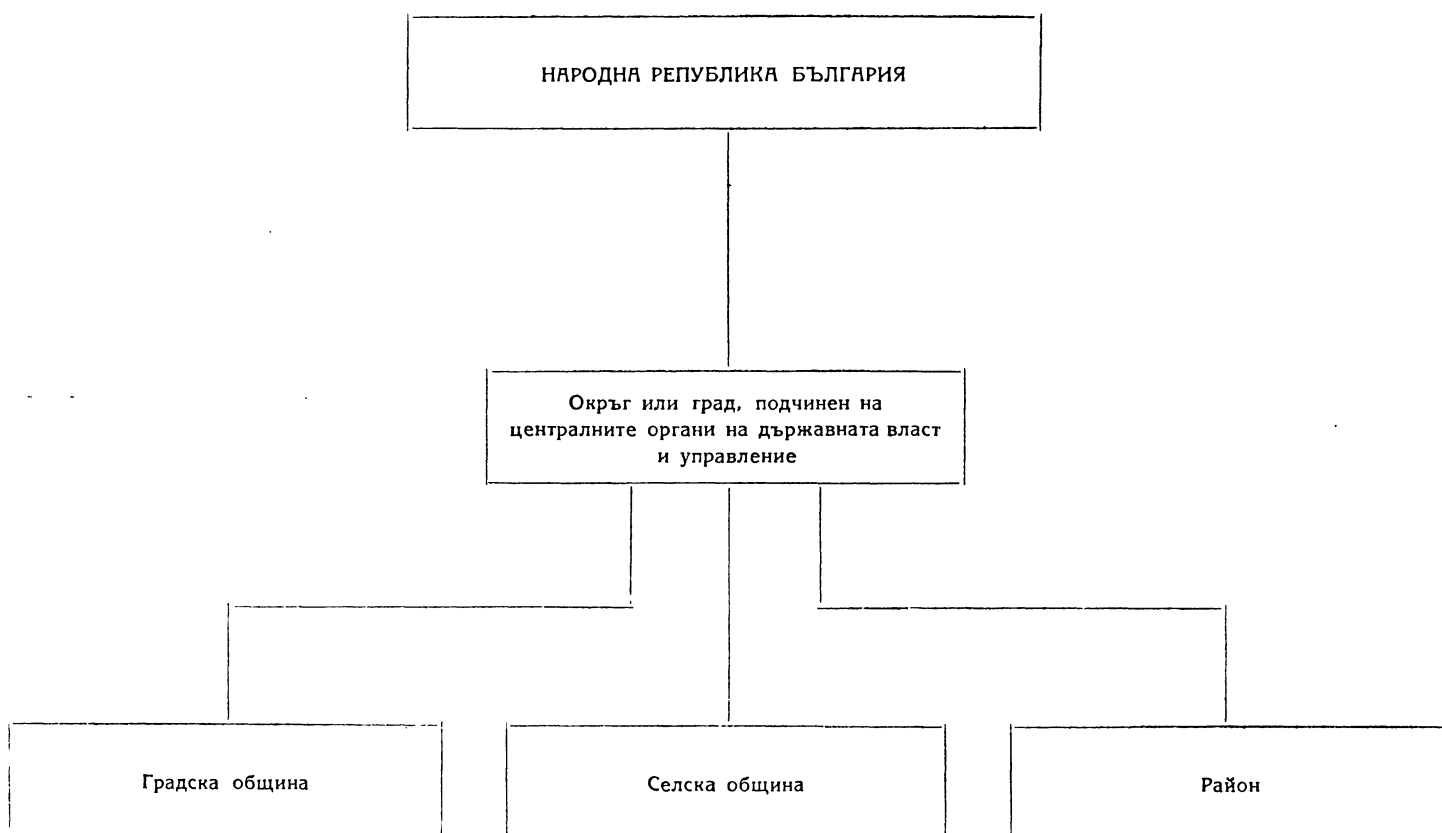 НАРОДНА РЕПУБЛИКА БЪЛГАРИЯ
Окръг или град, подчинен на
централните органи на държавната власт
и управление
Градска община
Селска община
Район